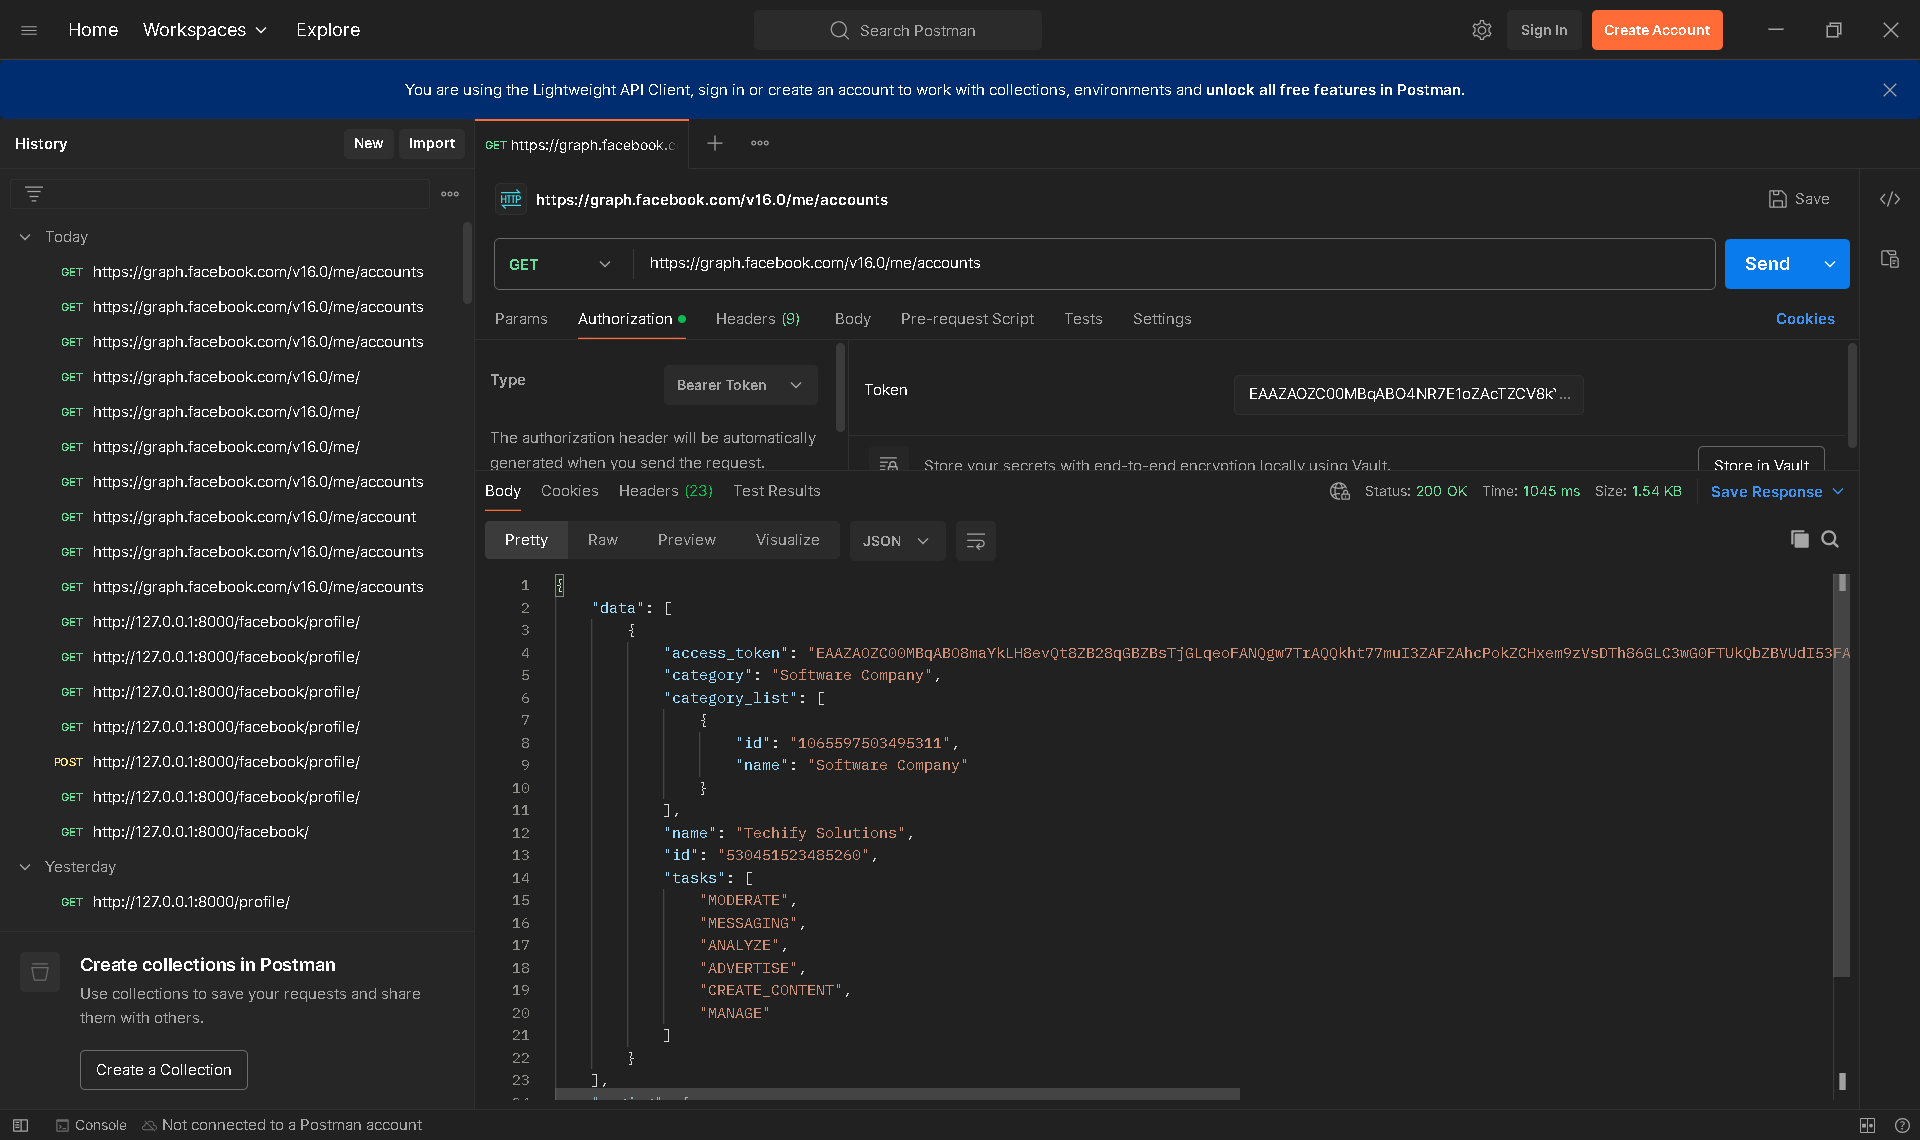 Home Workspaces Explore
Search Postman
Sign In Create Account
You are using the Lightweight API Client, sign in or create an account to work with collections, environments and unlock all free features in Postman.
History New Import
GET https://graph.facebook.c
HTTP https://graph.facebook.com/v16.0/me/accounts
Save
Today
GET https://graph.facebook.com/v16.0/me/accounts
GET https://graph.facebook.com/v16.0/me/accounts
GET https://graph.facebook.com/v16.0/me/accounts
GET https://graph.facebook.com/v16.0/me/
GET https://graph.facebook.com/v16.0/me/
GET https://graph.facebook.com/v16.0/me/
GET https://graph.facebook.com/v16.0/me/accounts
GET https://graph.facebook.com/v16.0/me/account
GET https://graph.facebook.com/v16.0/me/accounts
GET https://graph.facebook.com/v16.0/me/accounts
GET http://127.0.0.1:8000/facebook/profile/
GET http://127.0.0.1:8000/facebook/profile/
GET http://127.0.0.1:8000/facebook/profile/
GET http://127.0.0.1:8000/facebook/profile/
POST http://127.0.0.1:8000/facebook/profile/
GET http://127.0.0.1:8000/facebook/profile/
GET http://127.0.0.1:8000/facebook/
Yesterday
GET http://127.0.0.1:8000/profile/
Create collections in Postman
Use collections to save your requests and share
them with others.
Create a Collection
GET https://graph.facebook.com/v16.0/me/accounts
Send
Params Authorization Headers (9) Body Pre-request Script Tests Settings
Cookies
Type Bearer Token
The authorization header will be automatically
generated when you send the request.
Token EAAZAOZC00MBqABO4NR7E1oZAcTZCV8k...
Store your secrets with end-to-end encryption locally using Vault. Store in Vault
Body Cookies Headers (23) Test Results
Status: 200 OK Time: 1045 ms Size: 1.54 KB Save Response
Pretty Raw Preview Visualize JSON
1 {
2 "data": [
3 {
4 "access_token": "EAAZAOZC00MBqABO8maYkLH8evQt8ZB28qGBZBsTjGLqeoFANQgw7TrAQQkht77muI3ZAFZAhcPokZCHxem9zVsDTh86GLC3wG0FTUkQbZBVUdI53FA
5 "category": "Software Company",
6 "category_list": [
7 {
8 "id": "1065597503495311",
9 "name": "Software Company"
10 }
11 ],
12 "name": "Techify Solutions",
13 "id": "530451523485260",
14 "tasks": [
15 "MODERATE",
16 "MESSAGING",
17 "ANALYZE",
18 "ADVERTISE",
19 "CREATE_CONTENT",
20 "MANAGE"
21 ]
22 }
23 ],
Console Not connected to a Postman account